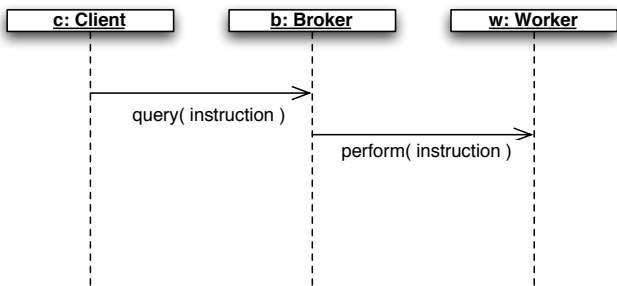 c: Client
b: Broker
w: Worker
query( instruction )
perform( instruction )